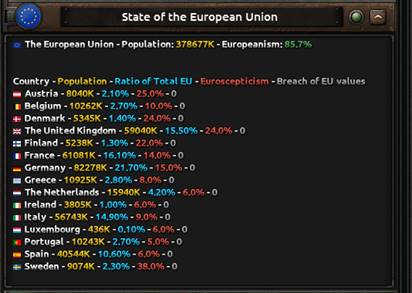 State of the European Union
The European Union - Population: 378677K - Europeanism: 85,7%
Country - Population - Ratio of Total EU - Euroscepticism - Breach of EU values
Austria - 8040K - 2,10% - 25,0% - 0
Belgium - 10262K - 2,70% - 10,0% - 0
Denmark - 5345K - 1,40% - 24,0% - 0
The United Kingdom - 59040K - 15,50% - 24,0% - 0
Finland - 5238K - 1,30% - 22,0% - 0
France - 61081K - 16,10% - 14,0% - 0
Germany - 82278K - 21,70% - 15,0% - 0
Greece - 10925K - 2,80% - 8,0% - 0
The Netherlands - 15940K - 4,20% - 6,0% - 0
Ireland - 3805K - 1,00% - 6,0% - 0
Italy - 56743K - 14,90% - 9,0% - 0
Luxembourg - 436K - 0,10% - 6,0% - 0
Portugal - 10243K - 2,70% - 5,0% - 0
Spain - 40544K - 10,60% - 6,0% - 0
Sweden - 9074K - 2,30% - 38,0% - 0